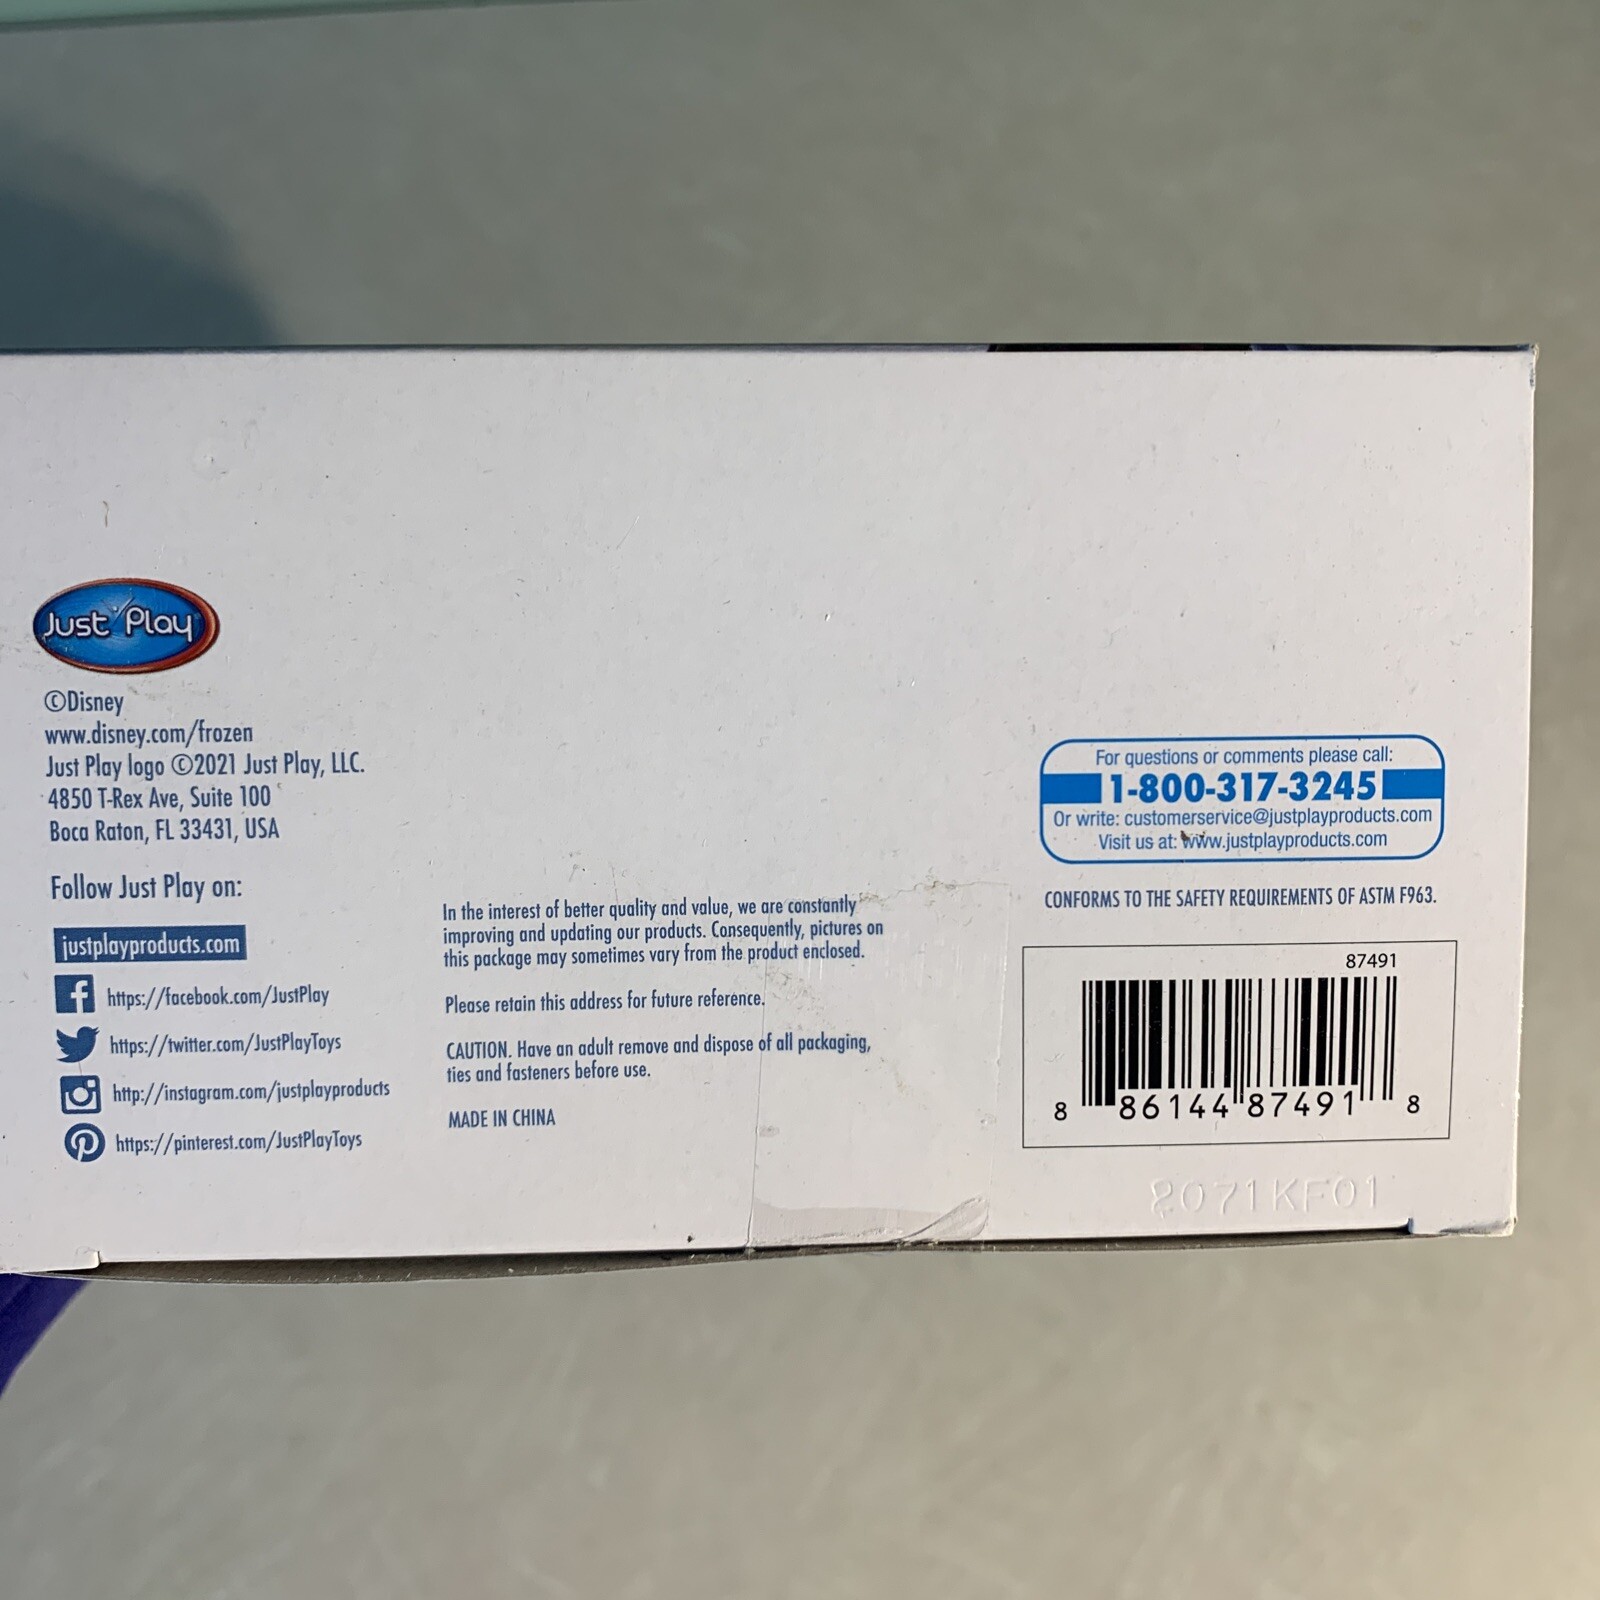 Just Play
©Disney
www.disney.com/frozen
Just Play logo ©2021 Just Play, LLC.
4850 T-Rex Ave, Suite 100
Boca Raton, FL 33431, USA
Follow Just Play on:
justplayproducts.com
https://facebook.com/JustPlay
https://twitter.com/JustPlayToys
http://instagram.com/justplayproducts
https://pinterest.com/JustPlayToys
In the interest of better quality and value, we are constantly
improving and updating our products. Consequently, pictures on
this package may sometimes vary from the product enclosed.
Please retain this address for future reference.
CAUTION. Have an adult remove and dispose of all packaging,
ties and fasteners before use.
MADE IN CHINA
For questions or comments please call:
1-800-317-3245
Or write: customerservice@justplayproducts.com
Visit us at: www.justplayproducts.com
CONFORMS TO THE SAFETY REQUIREMENTS OF ASTM F963.
87491
8 86144 87491 8
2071KF01